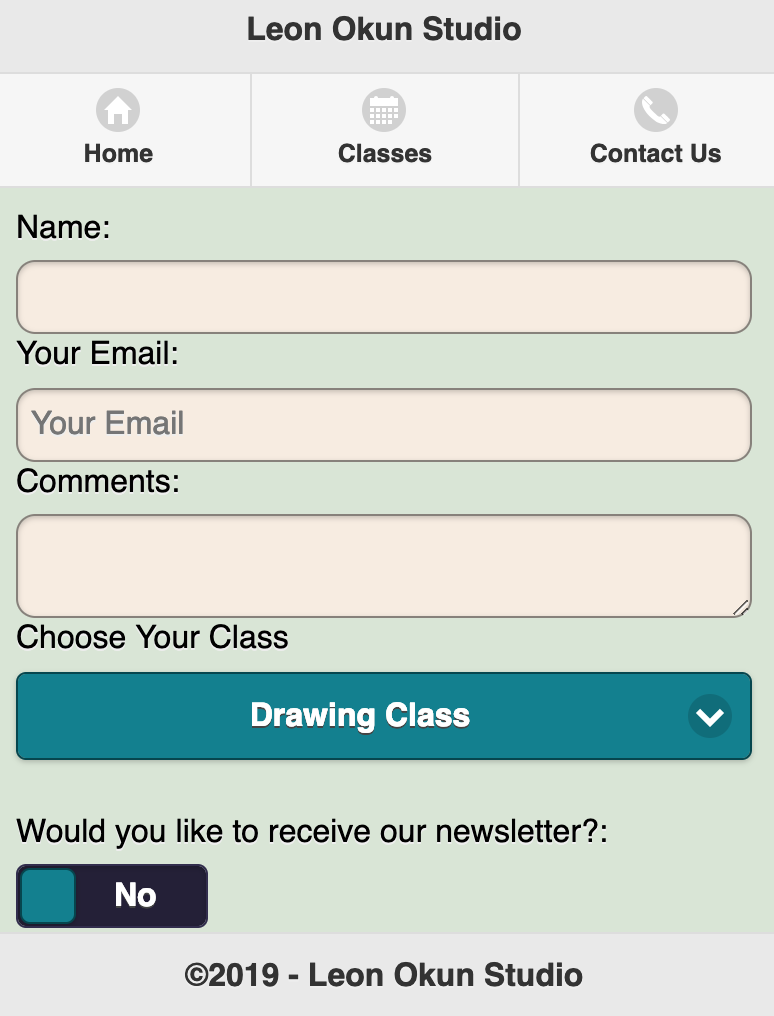 Leon Okun Studio
Home
Classes
Contact Us
Name:
Your Email:
Your Email
Comments:
Choose Your Class
Drawing Class
Would you like to receive our newsletter?:
No
©2019 - Leon Okun Studio